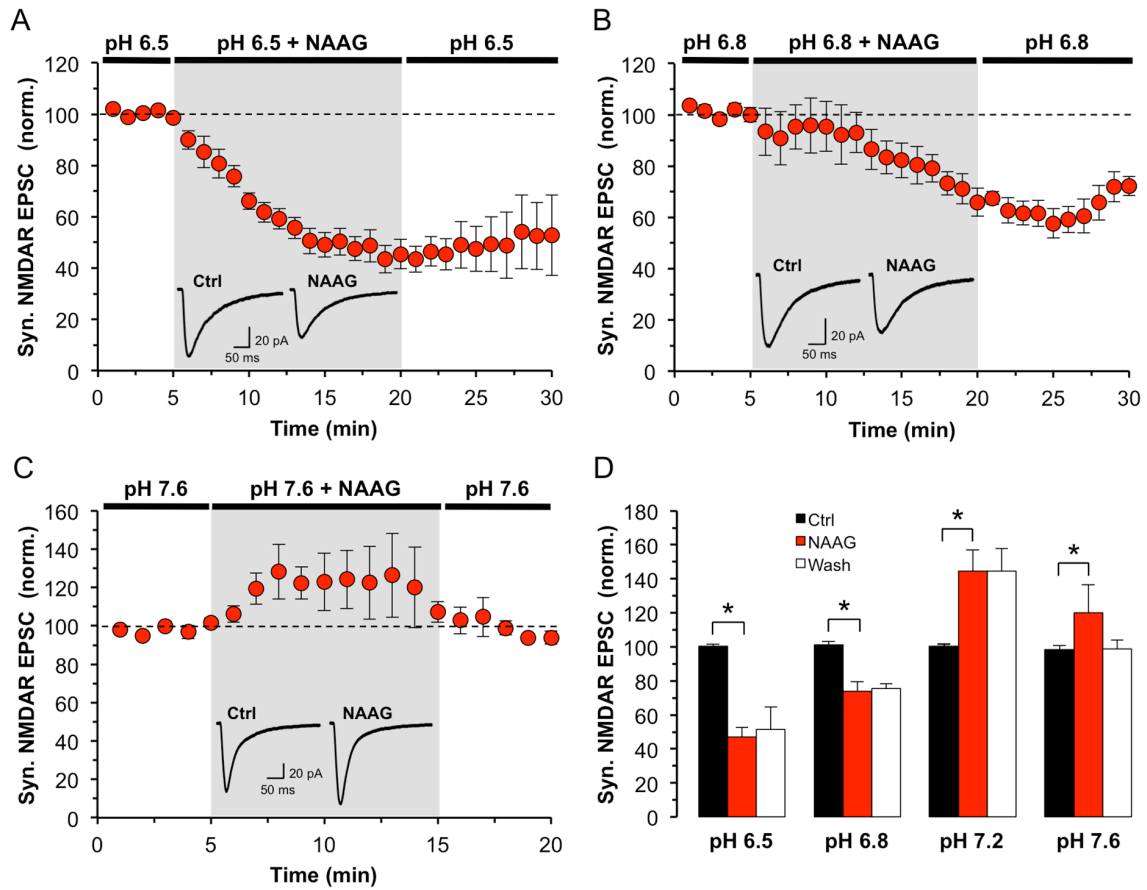 A
pH 6.5 pH 6.5 + NAAG pH 6.5
Syn. NMDAR EPSC (norm.)
120
100
80
60
40
20
0
Ctrl NAAG
20 pA
50 ms
0 5 10 15 20 25 30
Time (min)
B
pH 6.8 pH 6.8 + NAAG pH 6.8
Syn. NMDAR EPSC (norm.)
120
100
80
60
40
20
0
Ctrl NAAG
20 pA
50 ms
0 5 10 15 20 25 30
Time (min)
C
pH 7.6 pH 7.6 + NAAG pH 7.6
Syn. NMDAR EPSC (norm.)
160
140
120
100
80
60
40
20
0
Ctrl NAAG
20 pA
50 ms
0 5 10 15 20
Time (min)
D
Syn. NMDAR EPSC (norm.)
180
160
140
120
100
80
60
40
20
0
Ctrl
NAAG
Wash
* * * *
pH 6.5 pH 6.8 pH 7.2 pH 7.6